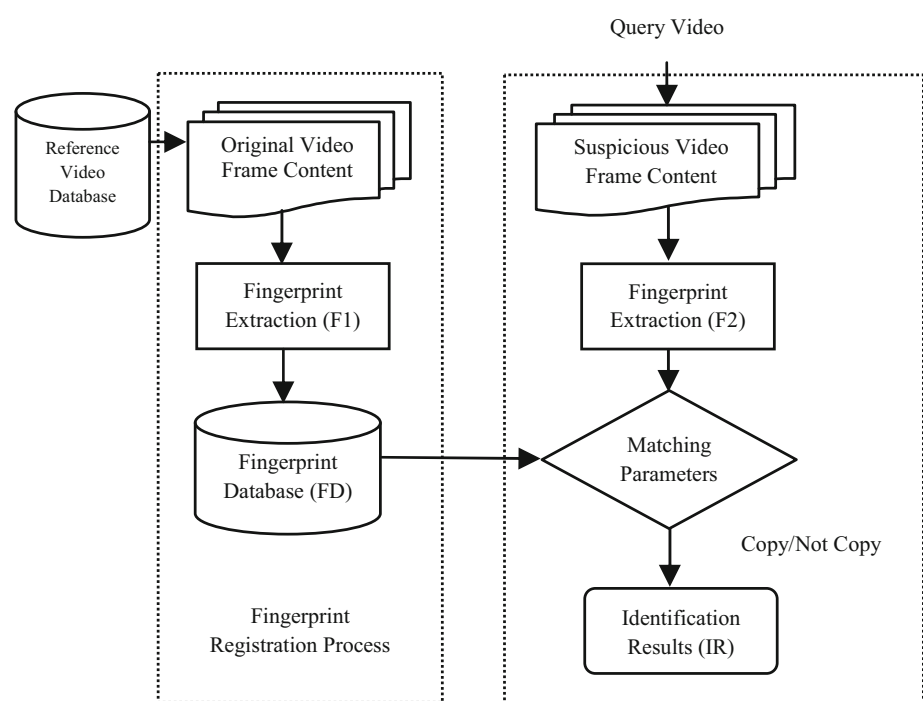 Query Video
Reference
Video
Database
Original Video
Frame Content
Suspicious Video
Frame Content
Fingerprint
Extraction (F1)
Fingerprint
Extraction (F2)
Fingerprint
Database (FD)
Matching
Parameters
Copy/Not Copy
Fingerprint
Registration Process
Identification
Results (IR)